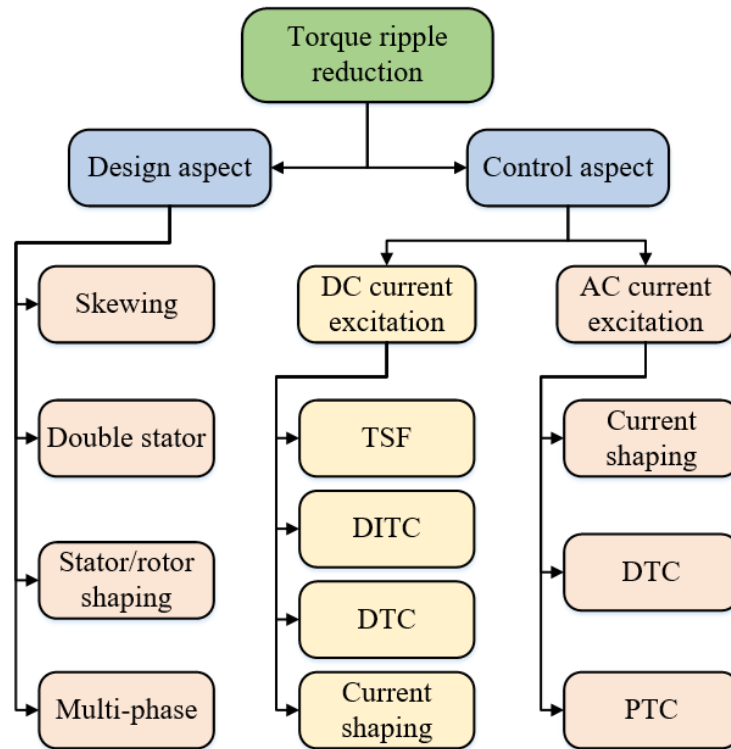 Torque ripple
reduction
Design aspect
Control aspect
Skewing
Double stator
Stator/rotor
shaping
Multi-phase
DC current
excitation
TSF
DITC
DTC
Current
shaping
AC current
excitation
Current
shaping
DTC
PTC